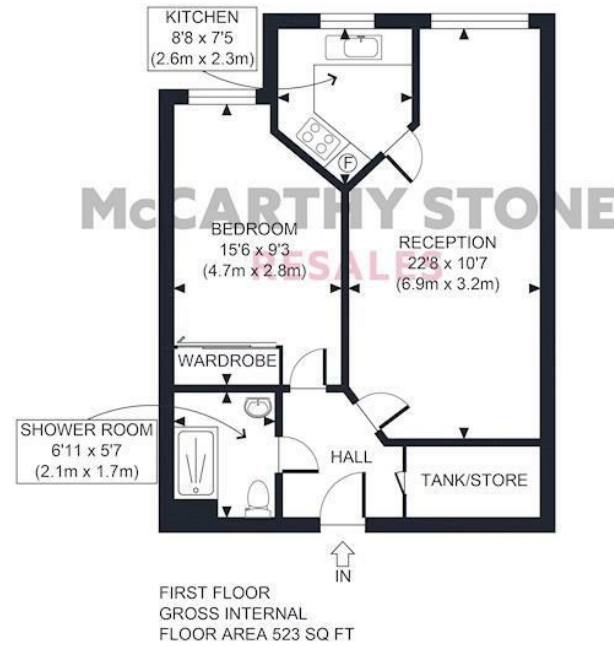 KITCHEN
8'8 x 7'5
(2.6m x 2.3m)
F
McCARTHY STONE
RESALES
BEDROOM
15'6 x 9'3
(4.7m x 2.8m)
RECEPTION
22'8 x 10'7
(6.9m x 3.2m)
WARDROBE
SHOWER ROOM
6'11 x 5'7
(2.1m x 1.7m)
HALL
TANK/STORE
IN
FIRST FLOOR
GROSS INTERNAL
FLOOR AREA 523 SQ FT